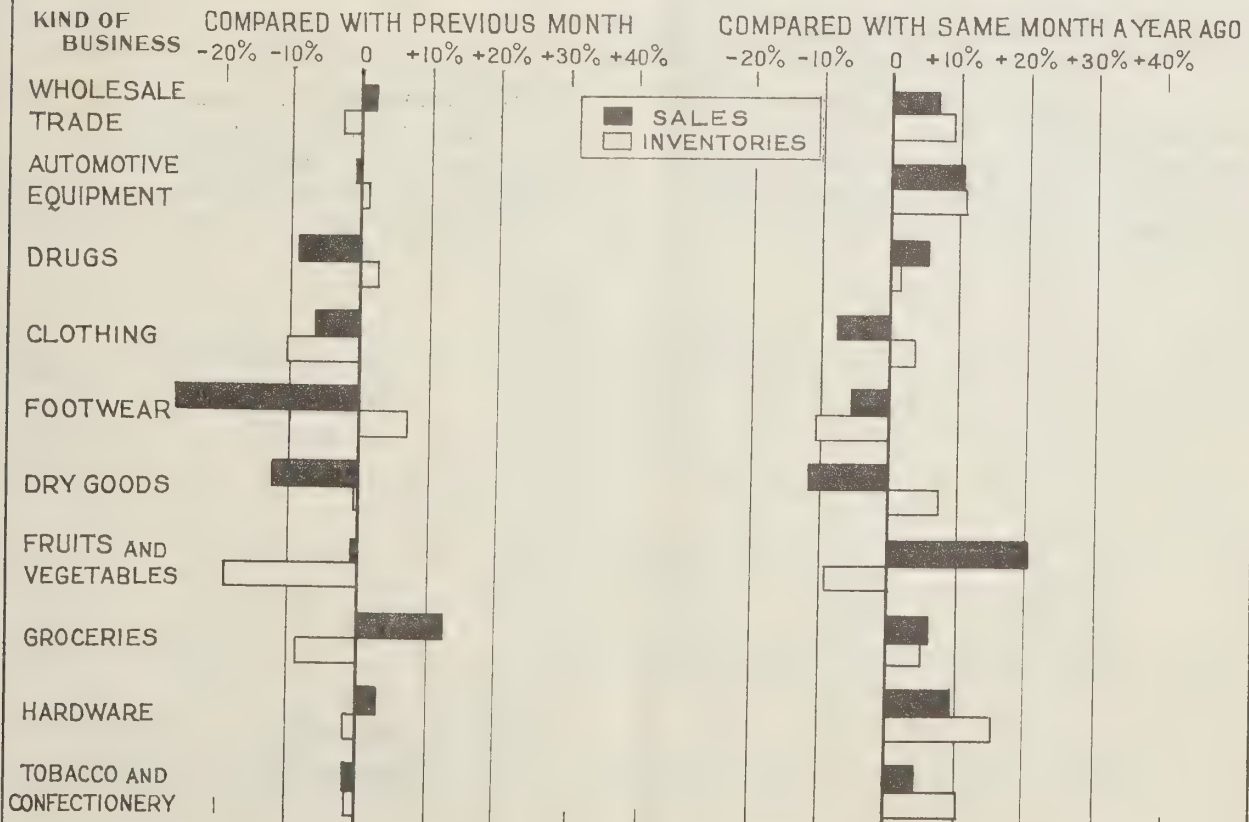 KIND OF BUSINESS
COMPARED WITH PREVIOUS MONTH
-20% -10% 0 +10% +20% +30% +40%
COMPARED WITH SAME MONTH A YEAR AGO
-20% -10% 0 +10% +20% +30% +40%
SALES
INVENTORIES
WHOLESALE
TRADE
AUTOMOTIVE
EQUIPMENT
DRUGS
CLOTHING
FOOTWEAR
DRY GOODS
FRUITS AND
VEGETABLES
GROCERIES
HARDWARE
TOBACCO AND
CONFECTIONERY